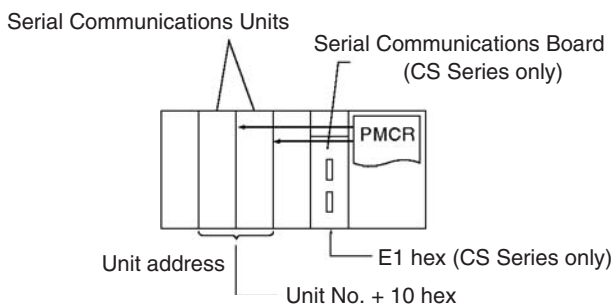 Serial Communications Units
Serial Communications Board
(CS Series only)
PMCR
Unit address
E1 hex (CS Series only)
Unit No. + 10 hex